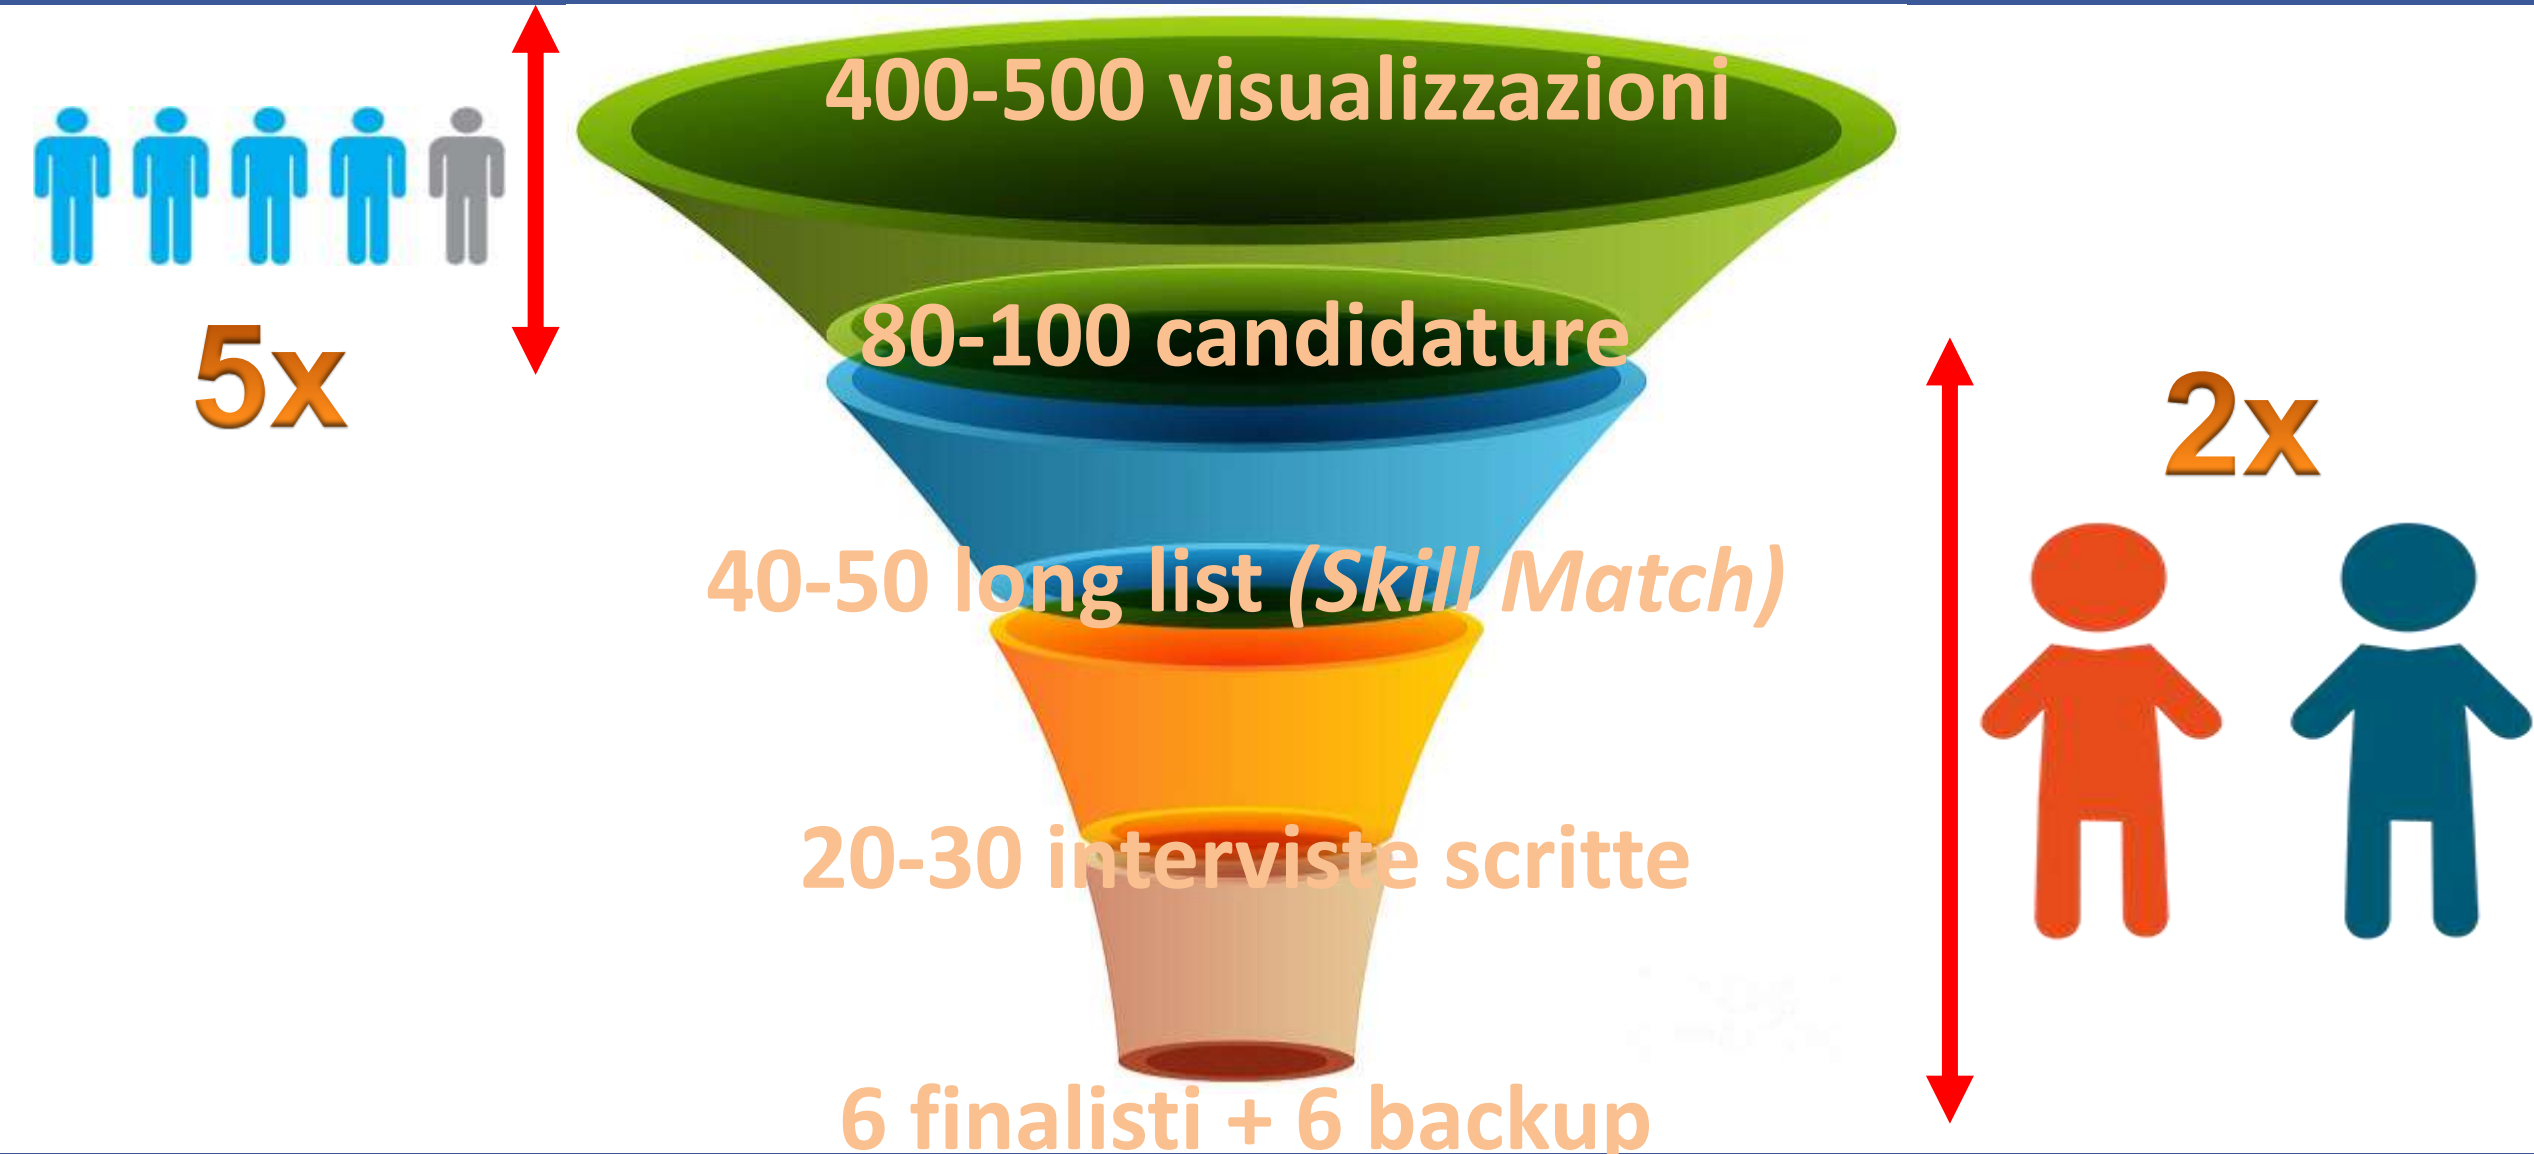 400-500 visualizzazioni
80-100 candidature
5x
2x
40-50 long list (Skill Match)
20-30 interviste scritte
6 finalisti + 6 backup